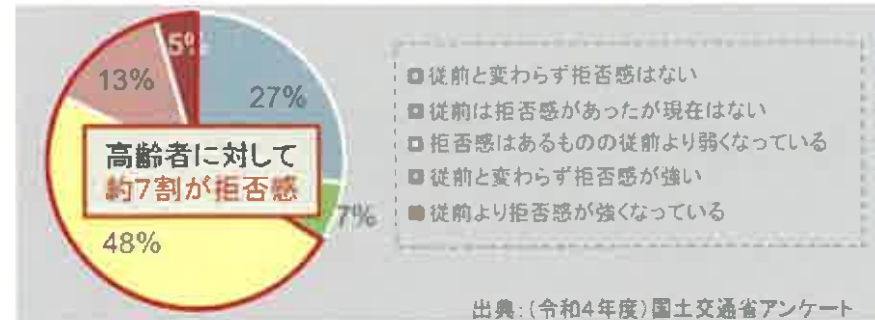 5%
13%
27%
高齢者に対して
約7割が拒否感
7%
48%
従前と変わらず拒否感はない
従前は拒否感があったが現在はない
拒否感はあるものの従前より弱くなっている
従前と変わらず拒否感が強い
従前より拒否感が強くなっている
出典:(令和4年度)国土交通省アンケート